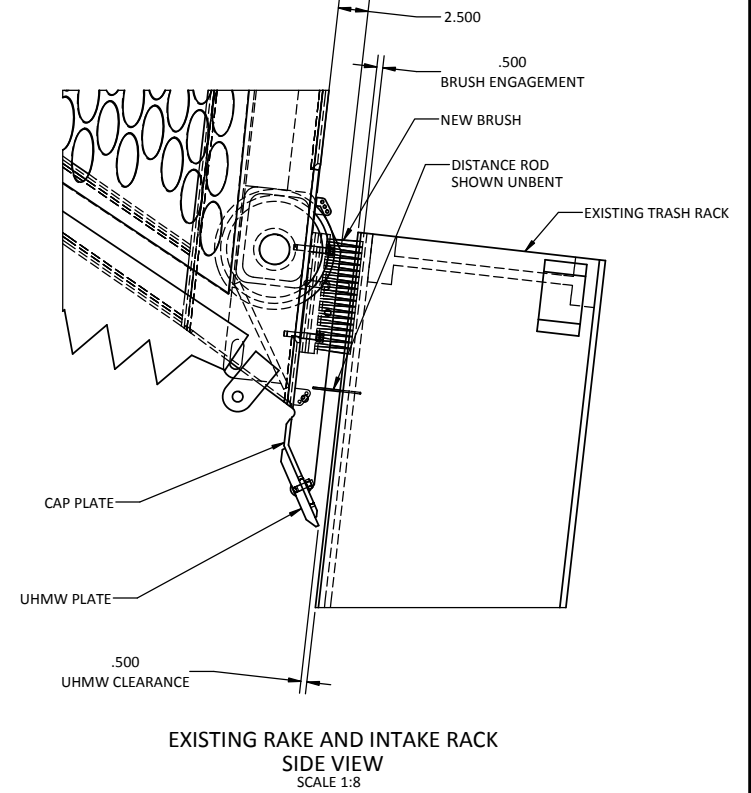 2.500
.500
BRUSH ENGAGEMENT
NEW BRUSH
DISTANCE ROD
SHOWN UNBENT
EXISTING TRASH RACK
CAP PLATE
UHMW PLATE
.500
UHMW CLEARANCE
EXISTING RAKE AND INTAKE RACK
SIDE VIEW
SCALE 1:8